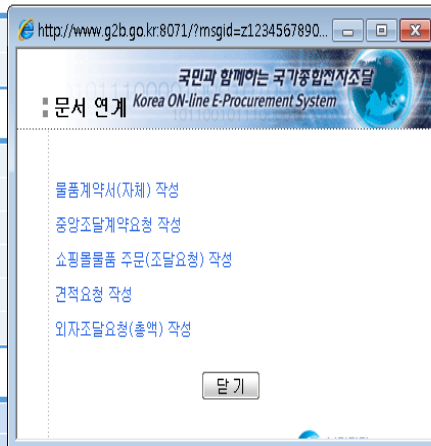 http://www.g2b.go.kr:8071/?msgid=z1234567890...
국민과 함께하는 국가종합전자조달
문서 연계 Korea ON-line E-Procurement System
물품계약서(자체) 작성
중앙조달계약요청 작성
쇼핑몰물품 주문(조달요청) 작성
견적요청 작성
외자조달요청(총액) 작성
닫 기